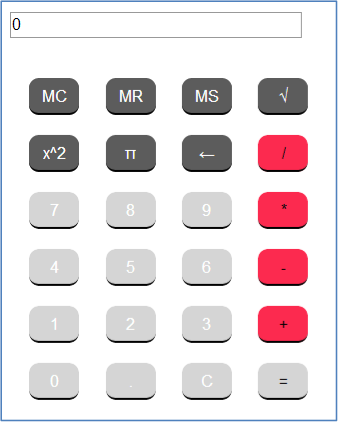 0
MC MR MS √
x^2 π ← /
7 8 9 *
4 5 6 -
1 2 3 +
0 . C =